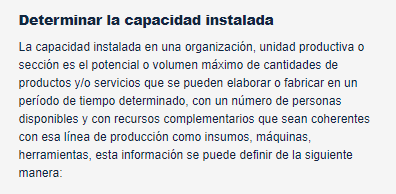 Determinar la capacidad instalada
La capacidad instalada en una organización, unidad productiva o
sección es el potencial o volumen máximo de cantidades de
productos y/o servicios que se pueden elaborar o fabricar en un
período de tiempo determinado, con un número de personas
disponibles y con recursos complementarios que sean coherentes
con esa línea de producción como insumos, máquinas,
herramientas, esta información se puede definir de la siguiente
manera: